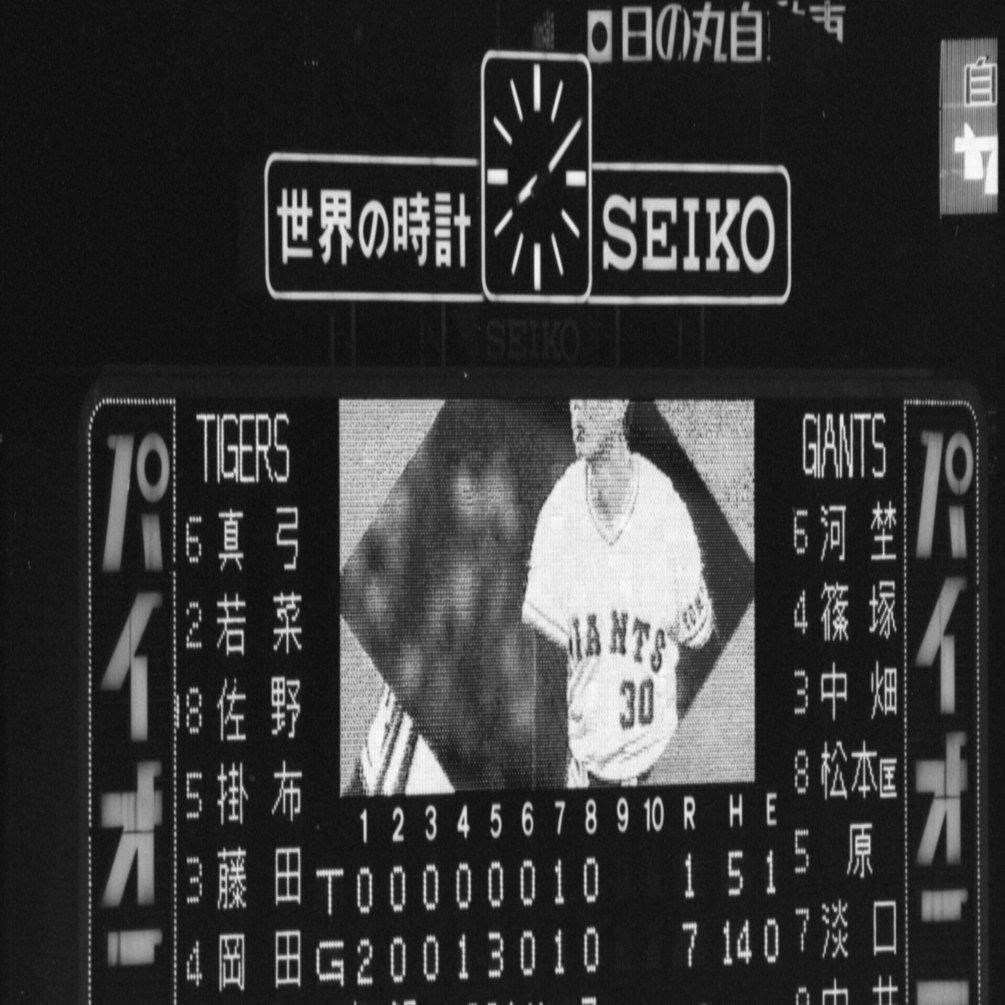 日の丸自
世界の時計 SEIKO
SEIKO
自
パイオニ
TIGERS
6 真弓
2 若菜
8 佐野
5 掛布
3 藤田
4 岡田
GIANTS
30
GIANTS
6 河埜
4 篠塚
3 中畑
8 松本匡
5 原
7 淡口
パイオニ
1 2 3 4 5 6 7 8 9 10 R H E
T 0 0 0 0 0 0 1 0 1 5 1
G 2 0 0 1 3 0 1 0 7 14 0